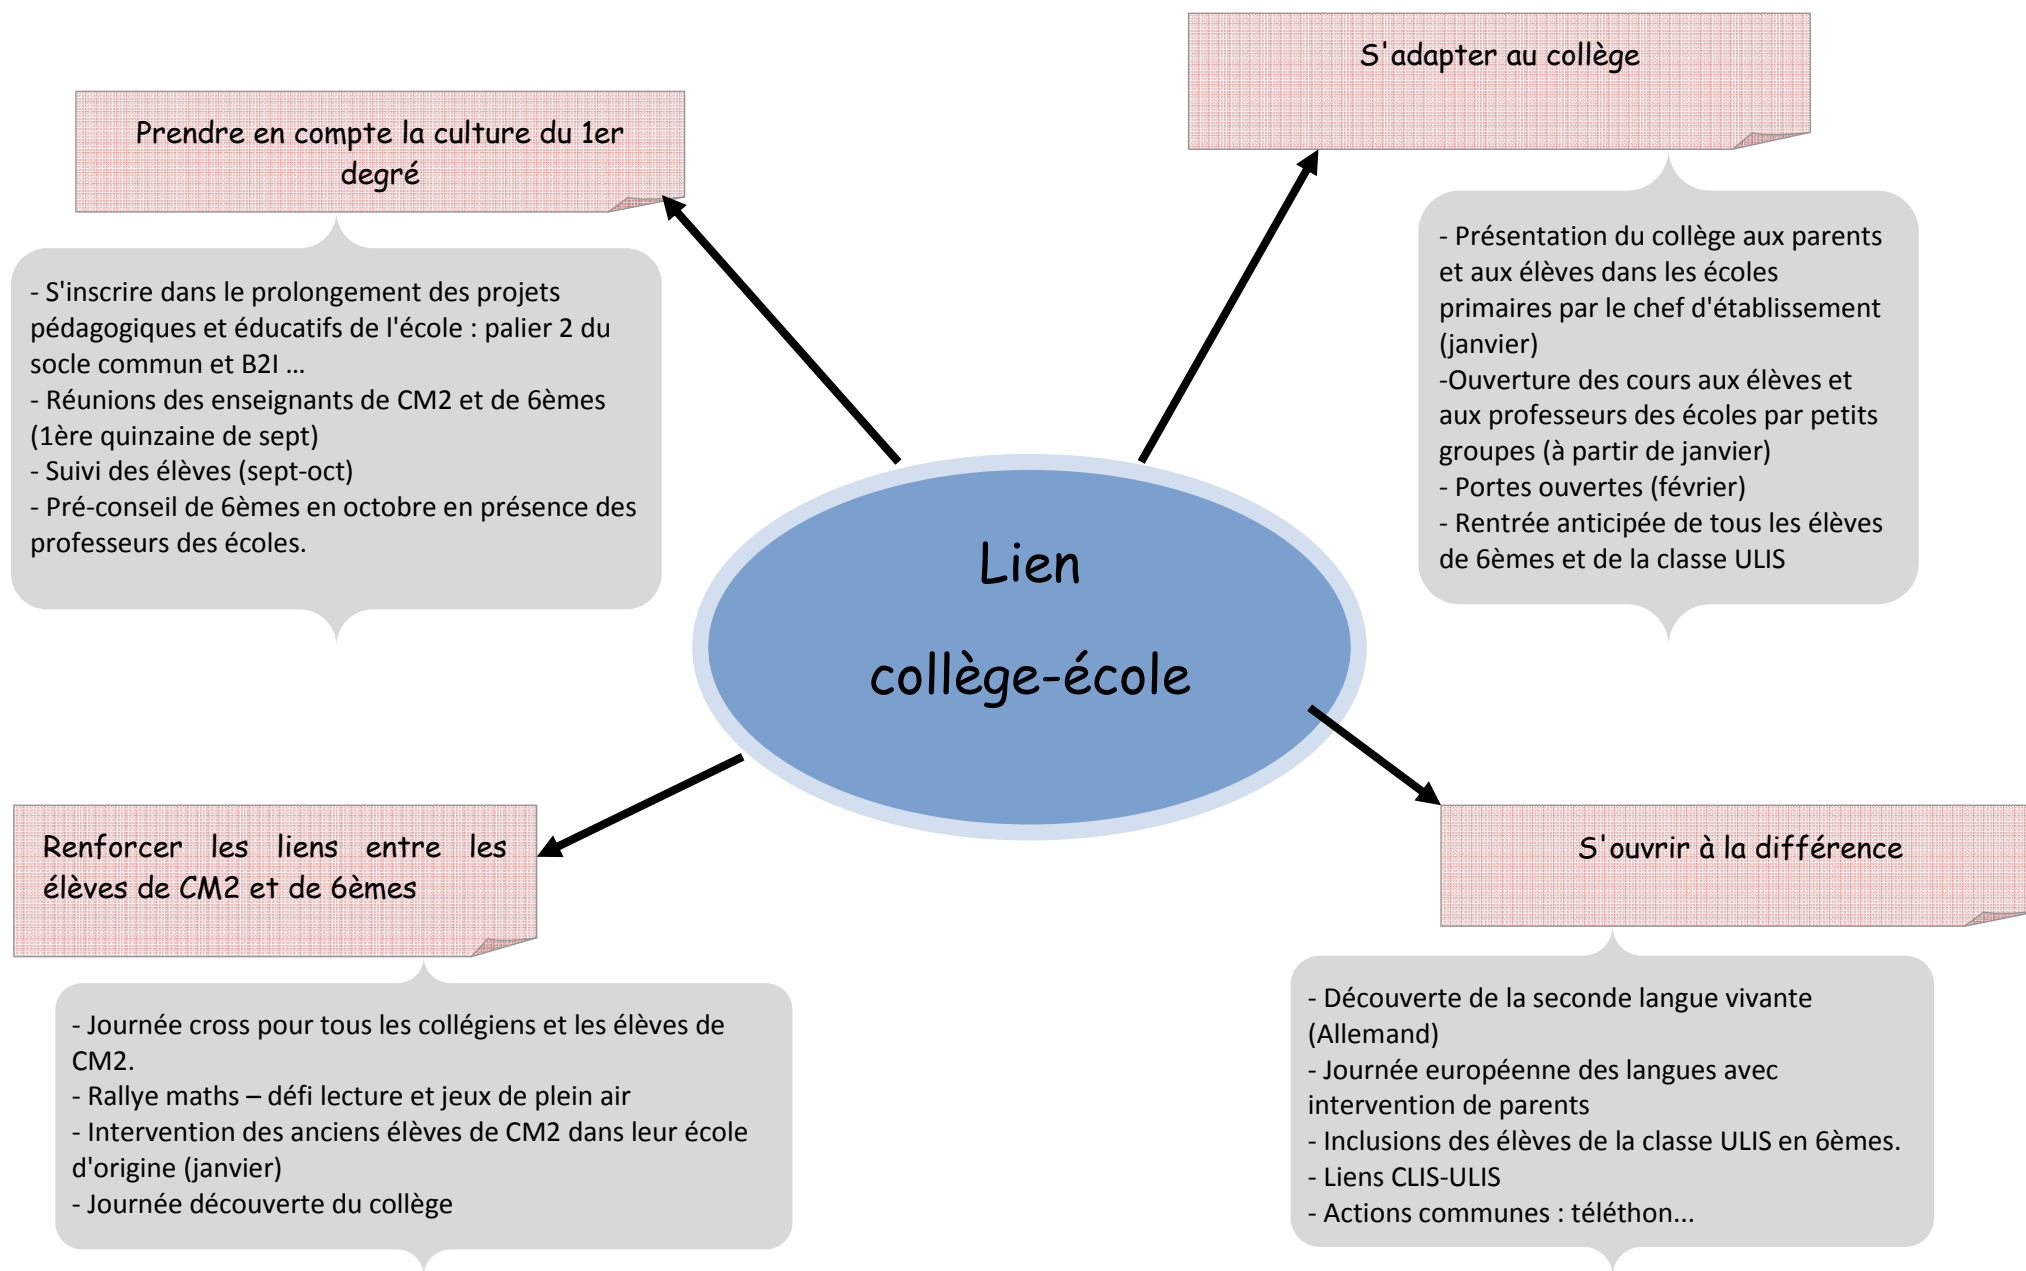 S'adapter au collège
Prendre en compte la culture du 1er
degré
- S'inscrire dans le prolongement des projets
pédagogiques et éducatifs de l'école : palier 2 du
socle commun et B2I ...
- Réunions des enseignants de CM2 et de 6èmes
(1ère quinzaine de sept)
- Suivi des élèves (sept-oct)
- Pré-conseil de 6èmes en octobre en présence des
professeurs des écoles.
- Présentation du collège aux parents
et aux élèves dans les écoles
primaires par le chef d'établissement
(janvier)
-Ouverture des cours aux élèves et
aux professeurs des écoles par petits
groupes (à partir de janvier)
- Portes ouvertes (février)
- Rentrée anticipée de tous les élèves
de 6èmes et de la classe ULIS
Lien
collège-école
Renforcer les liens entre les
élèves de CM2 et de 6èmes
- Journée cross pour tous les collégiens et les élèves de
CM2.
- Rallye maths – défi lecture et jeux de plein air
- Intervention des anciens élèves de CM2 dans leur école
d'origine (janvier)
- Journée découverte du collège
S'ouvrir à la différence
- Découverte de la seconde langue vivante
(Allemand)
- Journée européenne des langues avec
intervention de parents
- Inclusions des élèves de la classe ULIS en 6èmes.
- Liens CLIS-ULIS
- Actions communes : téléthon...